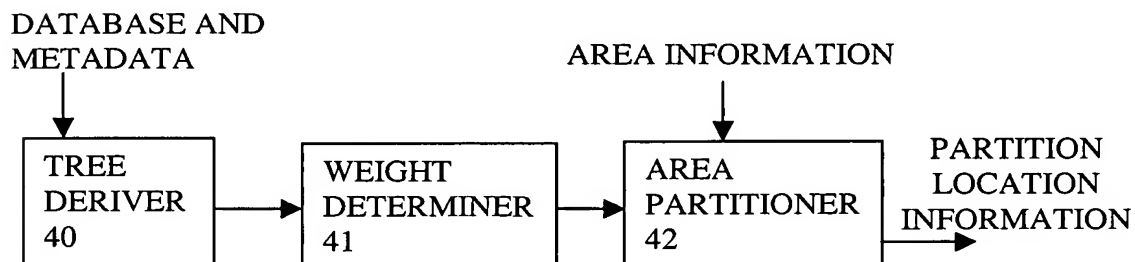 DATABASE AND
METADATA
AREA INFORMATION
TREE
DERIVER
40
WEIGHT
DETERMINER
41
AREA
PARTITIONER
42
PARTITION
LOCATION
INFORMATION